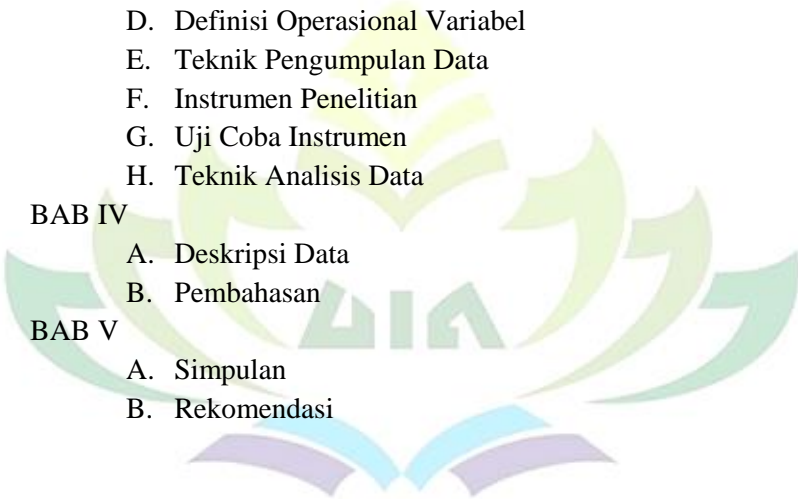 D. Definisi Operasional Variabel
E. Teknik Pengumpulan Data
F. Instrumen Penelitian
G. Uji Coba Instrumen
H. Teknik Analisis Data
BAB IV
A. Deskripsi Data
B. Pembahasan
UIN
BAB V
A. Simpulan
B. Rekomendasi